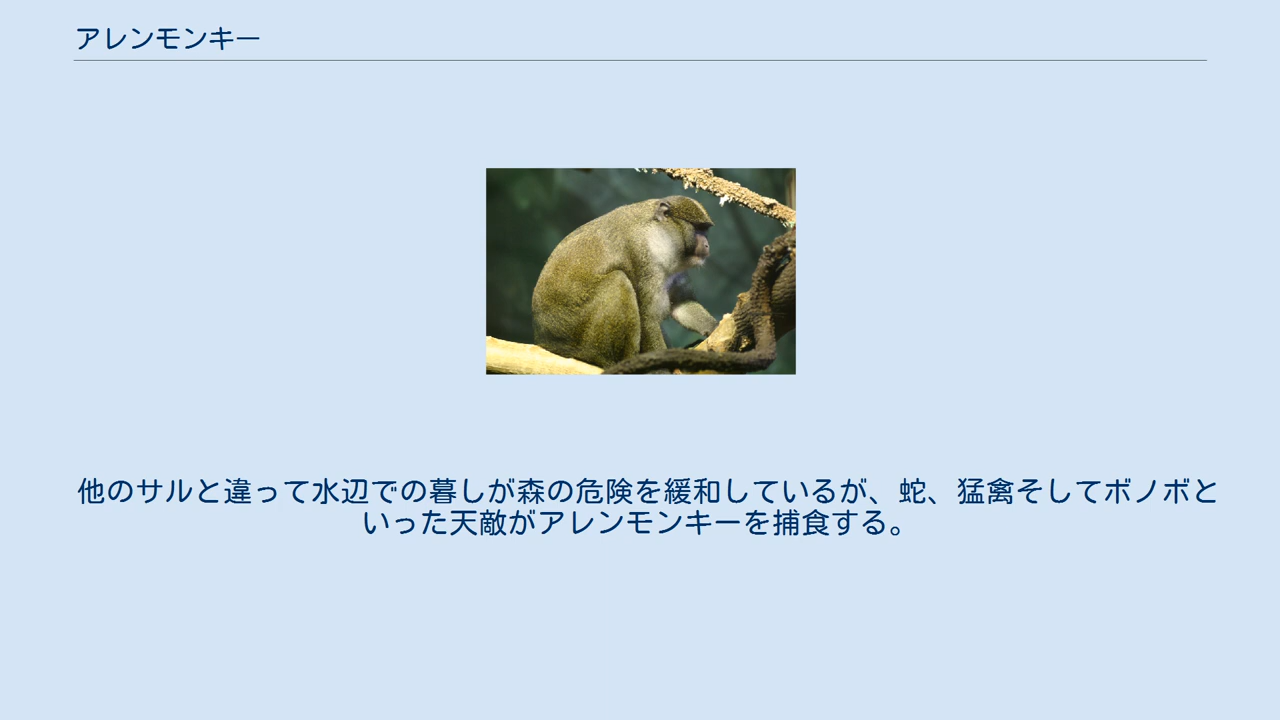 アレンモンキー
他のサルと違って水辺での暮しが森の危険を緩和しているが、蛇、猛禽そしてボノボと
いった天敵がアレンモンキーを捕食する。